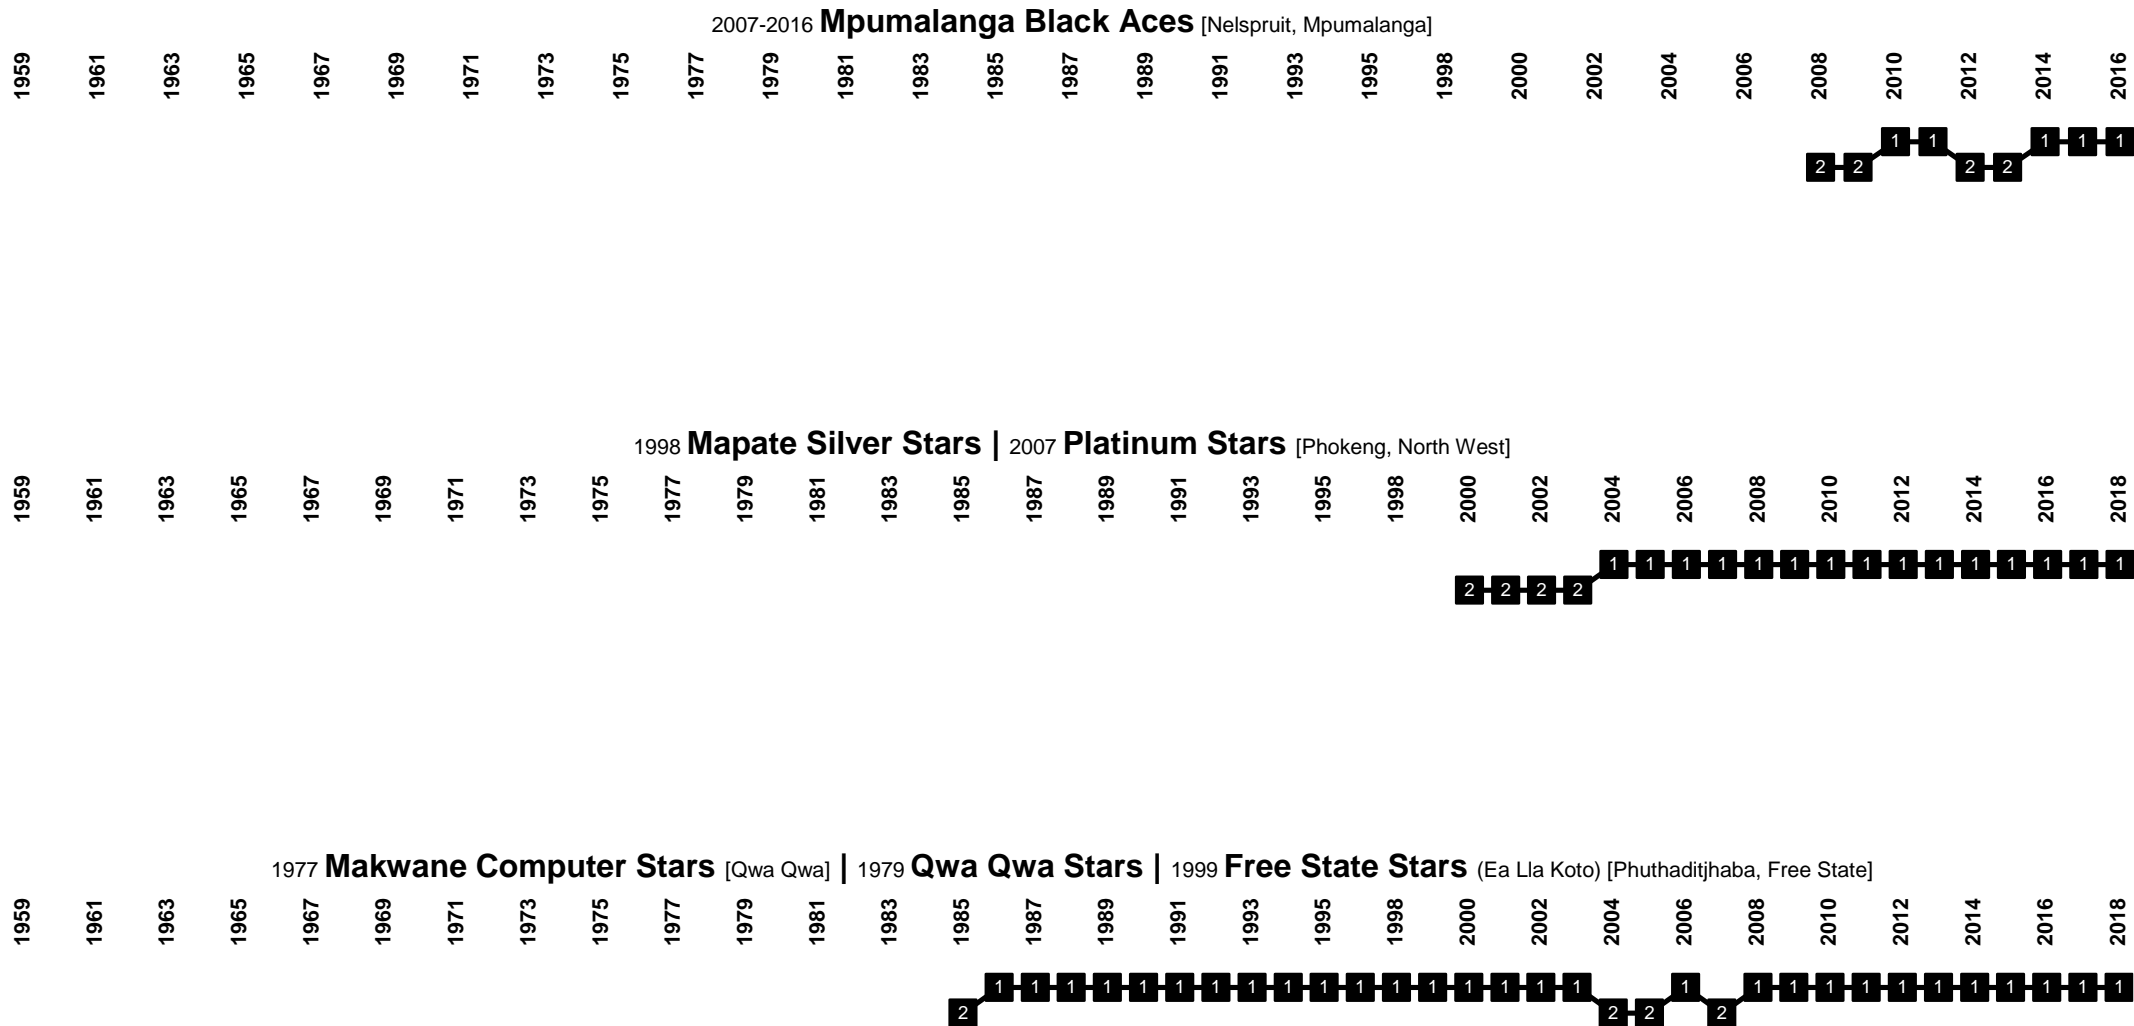 2007-2016 Mpumalanga Black Aces [Nelspruit, Mpumalanga]
1959 1961 1963 1965 1967 1969 1971 1973 1975 1977 1979 1981 1983 1985 1987 1989 1991 1993 1995 1998 2000 2002 2004 2006 2008 2010 2012 2014 2016
1 1 1 1 1
2 2 2 2
1998 Mapate Silver Stars | 2007 Platinum Stars [Phokeng, North West]
1959 1961 1963 1965 1967 1969 1971 1973 1975 1977 1979 1981 1983 1985 1987 1989 1991 1993 1995 1998 2000 2002 2004 2006 2008 2010 2012 2014 2016 2018
1 1 1 1 1 1 1 1 1 1 1 1 1 1 1
2 2 2 2
1977 Makwane Computer Stars [Qwa Qwa] | 1979 Qwa Qwa Stars | 1999 Free State Stars (Ea Lla Koto) [Phuthaditjhaba, Free State]
1959 1961 1963 1965 1967 1969 1971 1973 1975 1977 1979 1981 1983 1985 1987 1989 1991 1993 1995 1998 2000 2002 2004 2006 2008 2010 2012 2014 2016 2018
1 1 1 1 1 1 1 1 1 1 1 1 1 1 1 1 1 1 1 1 1 1 1 1 1 1 1 1 1
2 2 2 2